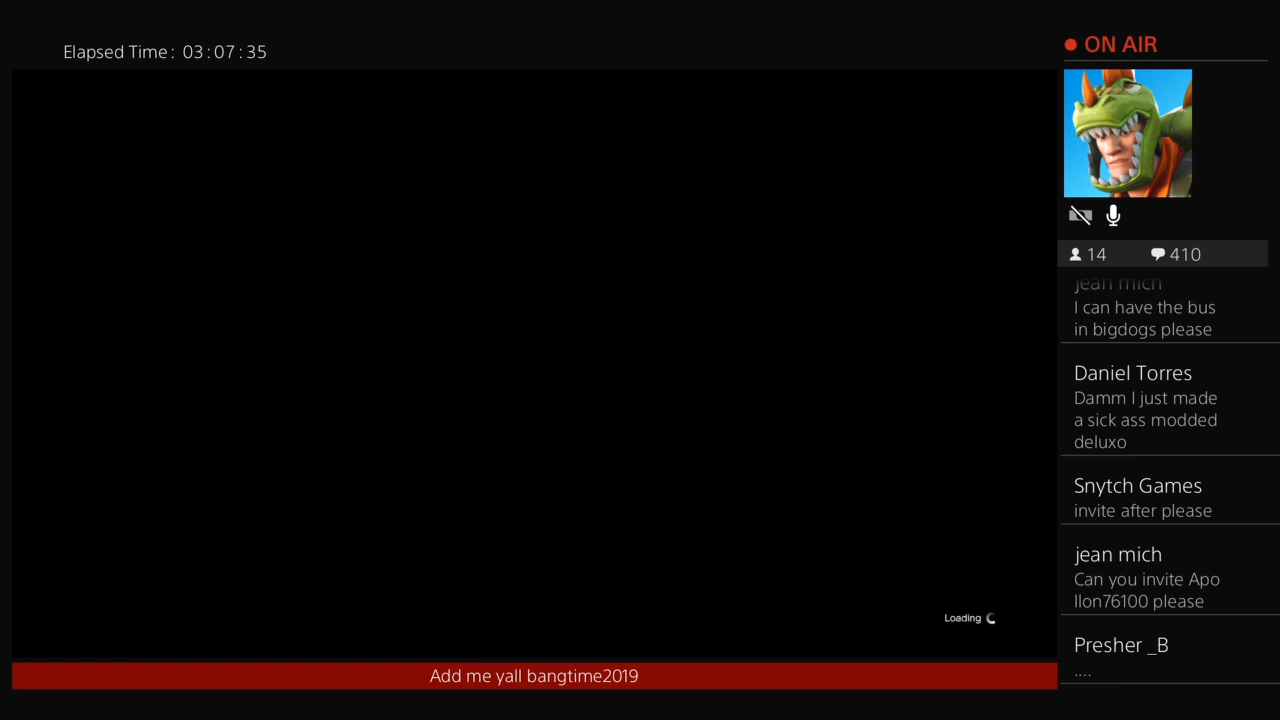 Elapsed Time: 03:07:35
ON AIR
14 410
jean mich
I can have the bus
in bigdogs please
Daniel Torres
Damm I just made
a sick ass modded
deluxo
Snytch Games
invite after please
jean mich
Can you invite Apo
llon76100 please
Presher _B
....
Loading
Add me yall bangtime2019